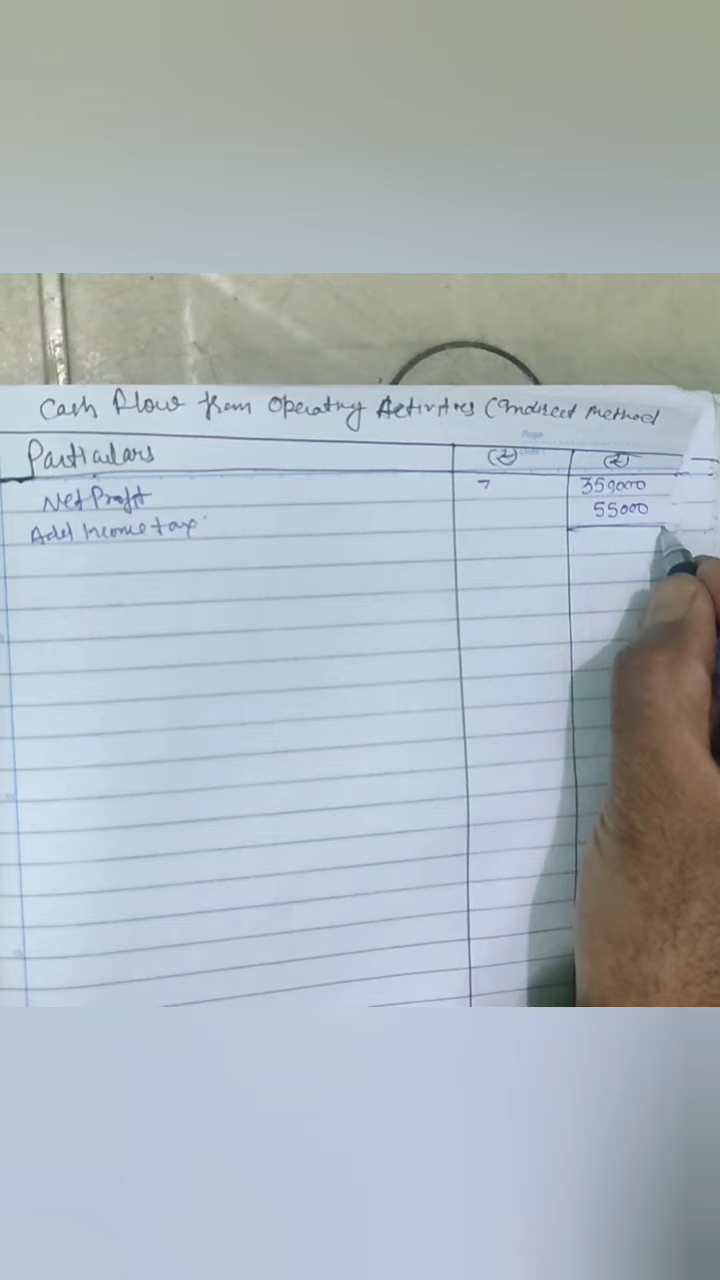 Cash Flow from Operating Activities (Indirect Method
Particulars (₹) (₹)
Net Profit 359000
Add Income tax 55000